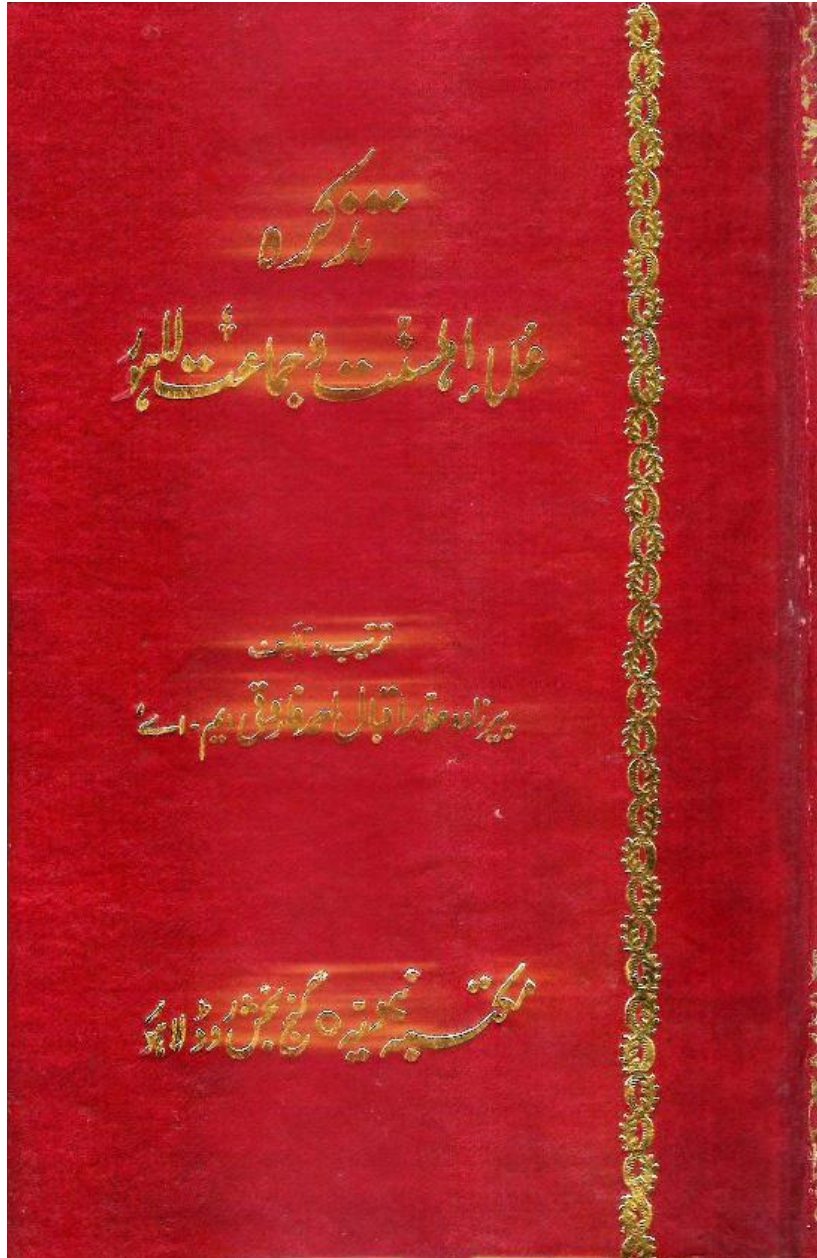 تذکرہ
علماء اہلسنت و جماعت لاہور
ترتیب و تالیف
پیرزادہ علامہ اقبال احمد فاروقی ایم۔اے
مکتبہ نبویہ ○ گنج بخش روڈ لاہور